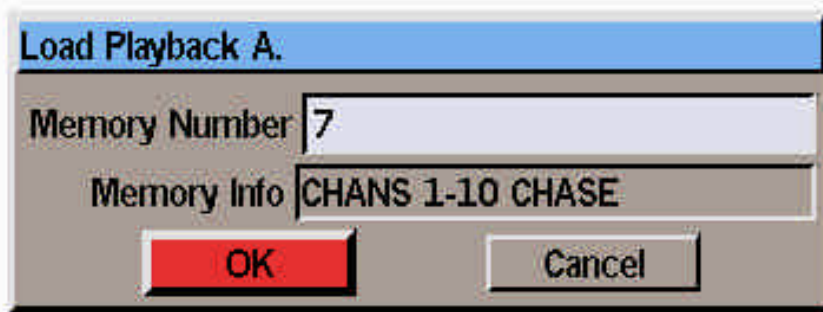 Load Playback A.
Memory Number 7
Memory Info CHANS 1-10 CHASE
OK Cancel